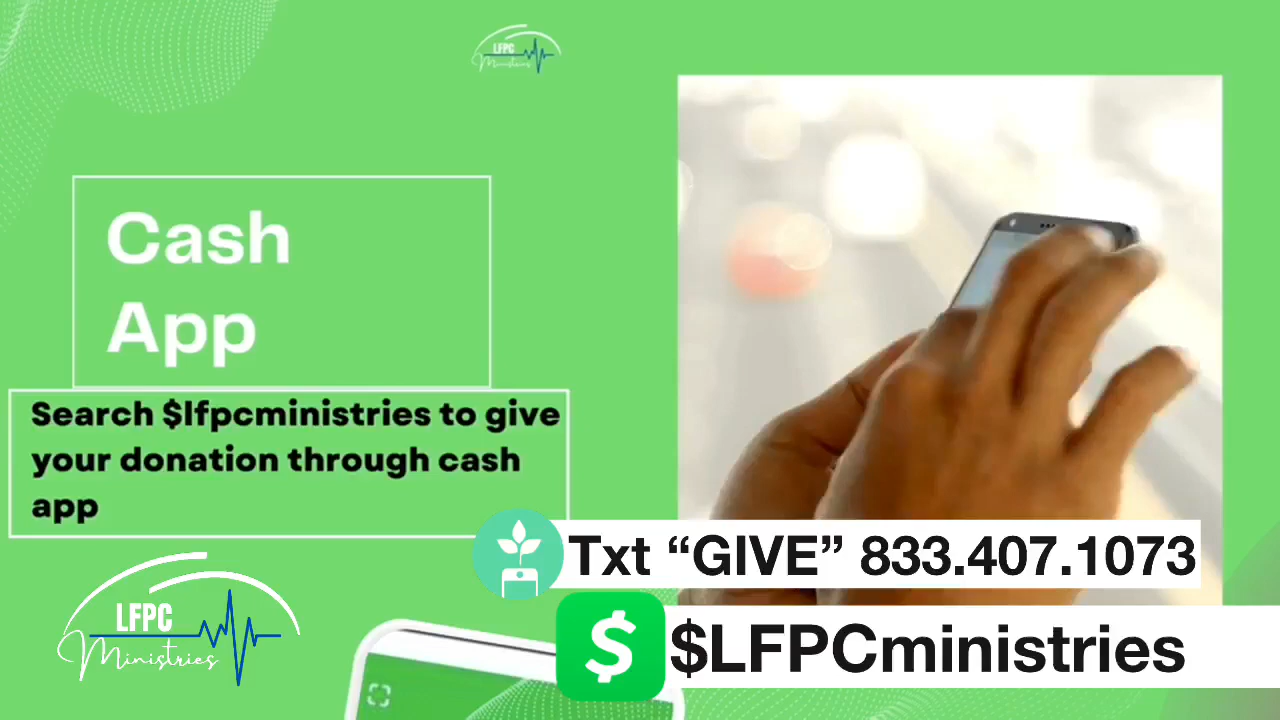 LFPC
Ministries
Cash
App
Search $lfpcministries to give
your donation through cash
app
Txt “GIVE” 833.407.1073
LFPC
Ministries
$LFPCministries